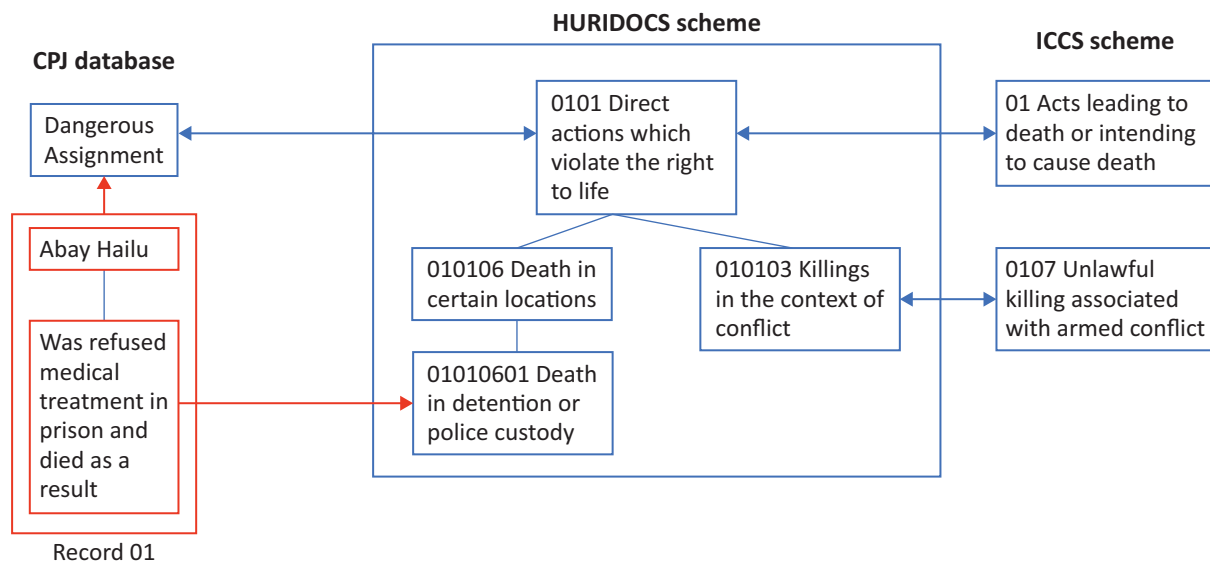 CPJ database
Dangerous
Assignment
Abay Hailu
Was refused
medical
treatment in
prison and
died as a
result
Record 01
HURIDOCS scheme
0101 Direct
actions which
violate the right
to life
010106 Death in
certain locations
010103 Killings
in the context of
conflict
01010601 Death
in detention or
police custody
ICCS scheme
01 Acts leading to
death or intending
to cause death
0107 Unlawful
killing associated
with armed conflict